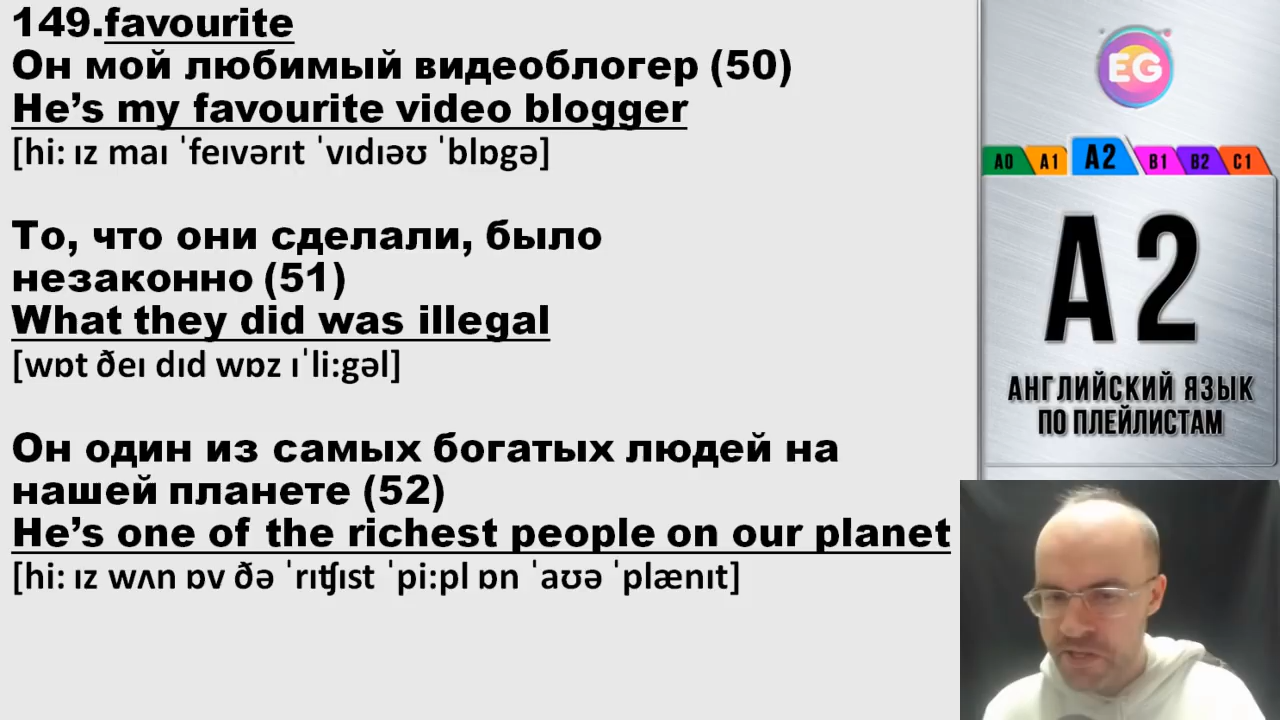 149.favourite
Он мой любимый видеоблогер (50)
He’s my favourite video blogger
[hi: ɪz maɪ ˈfeɪvərɪt ˈvɪdɪəʊ ˈblɒgə]
То, что они сделали, было
незаконно (51)
What they did was illegal
[wɒt ðeɪ dɪd wɒz ɪˈli:gəl]
Он один из самых богатых людей на
нашей планете (52)
He’s one of the richest people on our planet
[hi: ɪz wʌn ɒv ðə ˈrɪʧɪst ˈpi:pl ɒn ˈaʊə ˈplænɪt]
EG
A0 A1 A2 B1 B2 C1
A2
АНГЛИЙСКИЙ ЯЗЫК
ПО ПЛЕЙЛИСТАМ